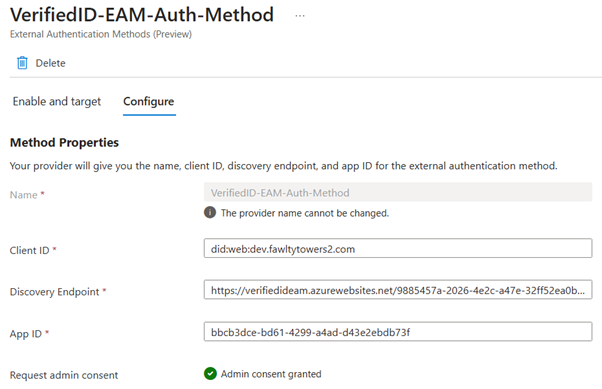 VerifiedID-EAM-Auth-Method ...
External Authentication Methods (Preview)
Delete
Enable and target Configure
Method Properties
Your provider will give you the name, client ID, discovery endpoint, and app ID for the external authentication method.
Name * VerifiedID-EAM-Auth-Method
The provider name cannot be changed.
Client ID * did:web:dev.fawltytowers2.com
Discovery Endpoint * https://verifiedideam.azurewebsites.net/9885457a-2026-4e2c-a47e-32ff52ea0b...
App ID * bbcb3dce-bd61-4299-a4ad-d43e2ebdb73f
Request admin consent Admin consent granted